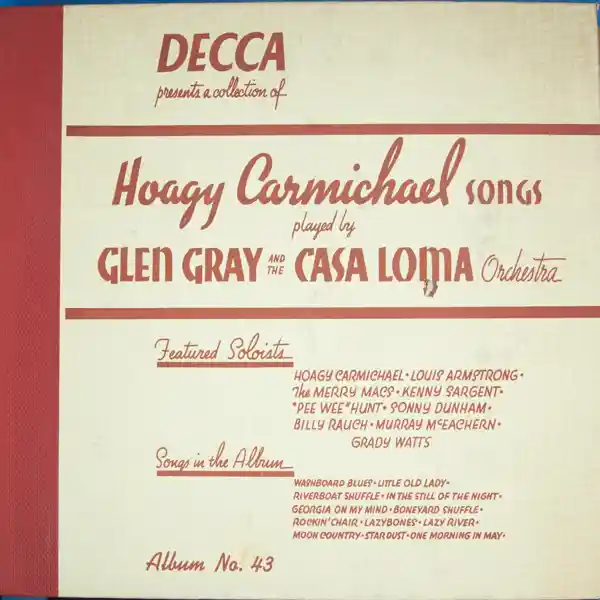 DECCA
presents a collection of
Hoagy Carmichael SONGS
played by
GLEN GRAY AND THE CASA LOMA Orchestra
Featured Soloists
HOAGY CARMICHAEL • LOUIS ARMSTRONG •
The MERRY MACS • KENNY SARGENT •
"PEE WEE" HUNT • SONNY DUNHAM •
BILLY RAUCH • MURRAY McEACHERN •
GRADY WATTS
Songs in the Album
WASHBOARD BLUES • LITTLE OLD LADY •
RIVERBOAT SHUFFLE • IN THE STILL OF THE NIGHT •
GEORGIA ON MY MIND • BONEYARD SHUFFLE •
ROCKIN' CHAIR • LAZYBONES • LAZY RIVER •
MOON COUNTRY • STAR DUST • ONE MORNING IN MAY •
Album No. 43